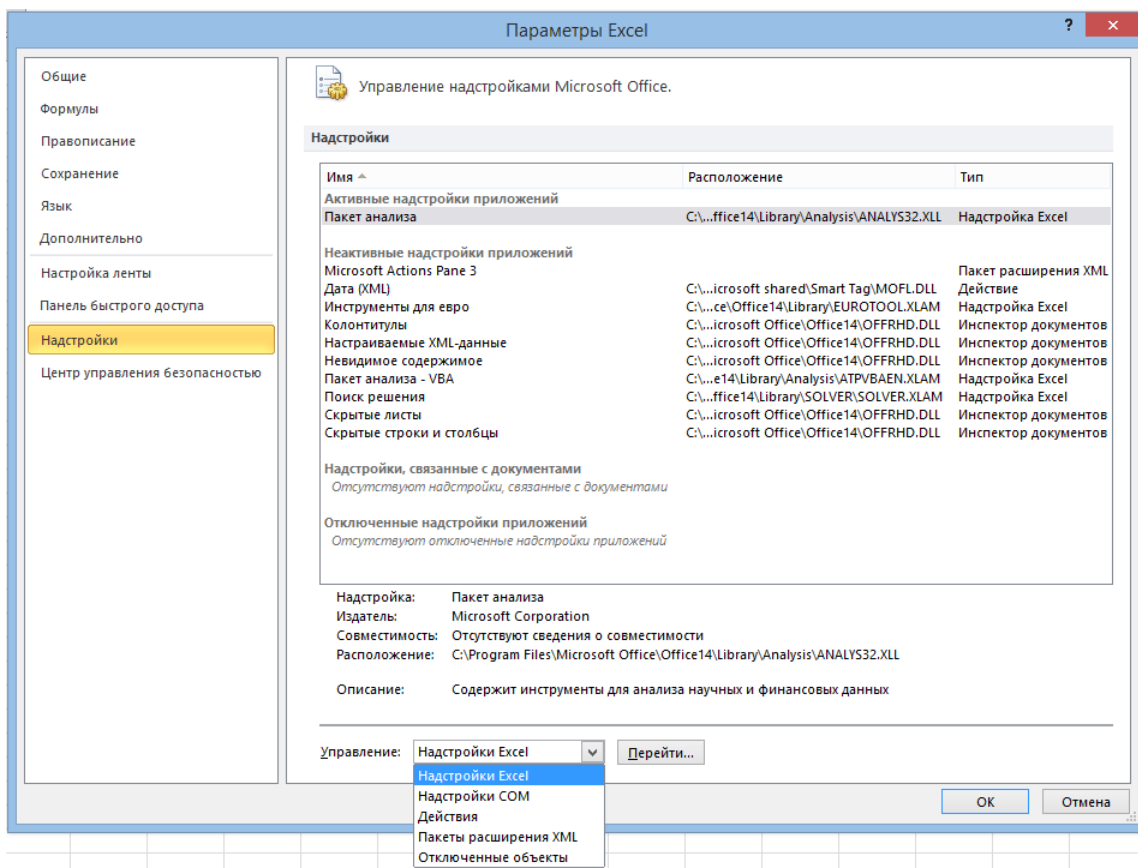 Параметры Excel
?
Общие
Формулы
Правописание
Сохранение
Язык
Дополнительно
Настройка ленты
Панель быстрого доступа
Надстройки
Центр управления безопасностью
Управление надстройками Microsoft Office.
Надстройки
Имя Расположение Тип
Активные надстройки приложений
Пакет анализа C:\...ffice14\Library\Analysis\ANALYS32.XLL Надстройка Excel
Неактивные надстройки приложений
Microsoft Actions Pane 3 Пакет расширения XML
Дата (XML) C:\...icrosoft shared\Smart Tag\MOFL.DLL Действие
Инструменты для евро C:\...ce\Office14\Library\EUROTOOL.XLAM Надстройка Excel
Колонтитулы C:\...icrosoft Office\Office14\OFFRHD.DLL Инспектор документов
Настраиваемые XML-данные C:\...icrosoft Office\Office14\OFFRHD.DLL Инспектор документов
Невидимое содержимое C:\...icrosoft Office\Office14\OFFRHD.DLL Инспектор документов
Пакет анализа - VBA C:\...e14\Library\Analysis\ATPVBAEN.XLAM Надстройка Excel
Поиск решения C:\...ffice14\Library\SOLVER\SOLVER.XLAM Надстройка Excel
Скрытые листы C:\...icrosoft Office\Office14\OFFRHD.DLL Инспектор документов
Скрытые строки и столбцы C:\...icrosoft Office\Office14\OFFRHD.DLL Инспектор документов
Надстройки, связанные с документами
Отсутствуют надстройки, связанные с документами
Отключенные надстройки приложений
Отсутствуют отключенные надстройки приложений
Надстройка: Пакет анализа
Издатель: Microsoft Corporation
Совместимость: Отсутствуют сведения о совместимости
Расположение: C:\Program Files\Microsoft Office\Office14\Library\Analysis\ANALYS32.XLL
Описание: Содержит инструменты для анализа научных и финансовых данных
Управление: Надстройки Excel Перейти...
Надстройки Excel
Надстройки COM
Действия
Пакеты расширения XML
Отключенные объекты
ОК Отмена